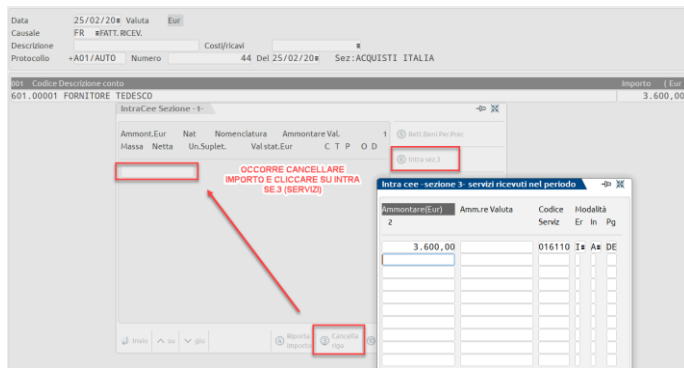 Data 25/02/20 Valuta Eur
Causale FR FATT.RICEV.
Descrizione Costi/ricavi
Protocollo +A01/AUTO Numero 44 Del 25/02/20 Sez:ACQUISTI ITALIA
001 Codice Descrizione conto Importo (Eur
601.00001 FORNITORE TEDESCO 3.600,00
IntraCee Sezione -1-
Ammont.Eur Nat Nomenclatura Ammontare Val. 1
Massa Netta Un.Suplet. Val stat.Eur C T P O D
Rett.Beni Per.Prec
Intra sez.3
OCCORRE CANCELLARE
IMPORTO E CLICCARE SU INTRA
SE.3 (SERVIZI)
Intra cee -sezione 3- servizi ricevuti nel periodo
Ammontare(Eur) Amm.re Valuta Codice Modalità
2 Serviz Er In Pg
3.600,00 016110 I A DE
Invio su giù Riporta importo Cancella riga